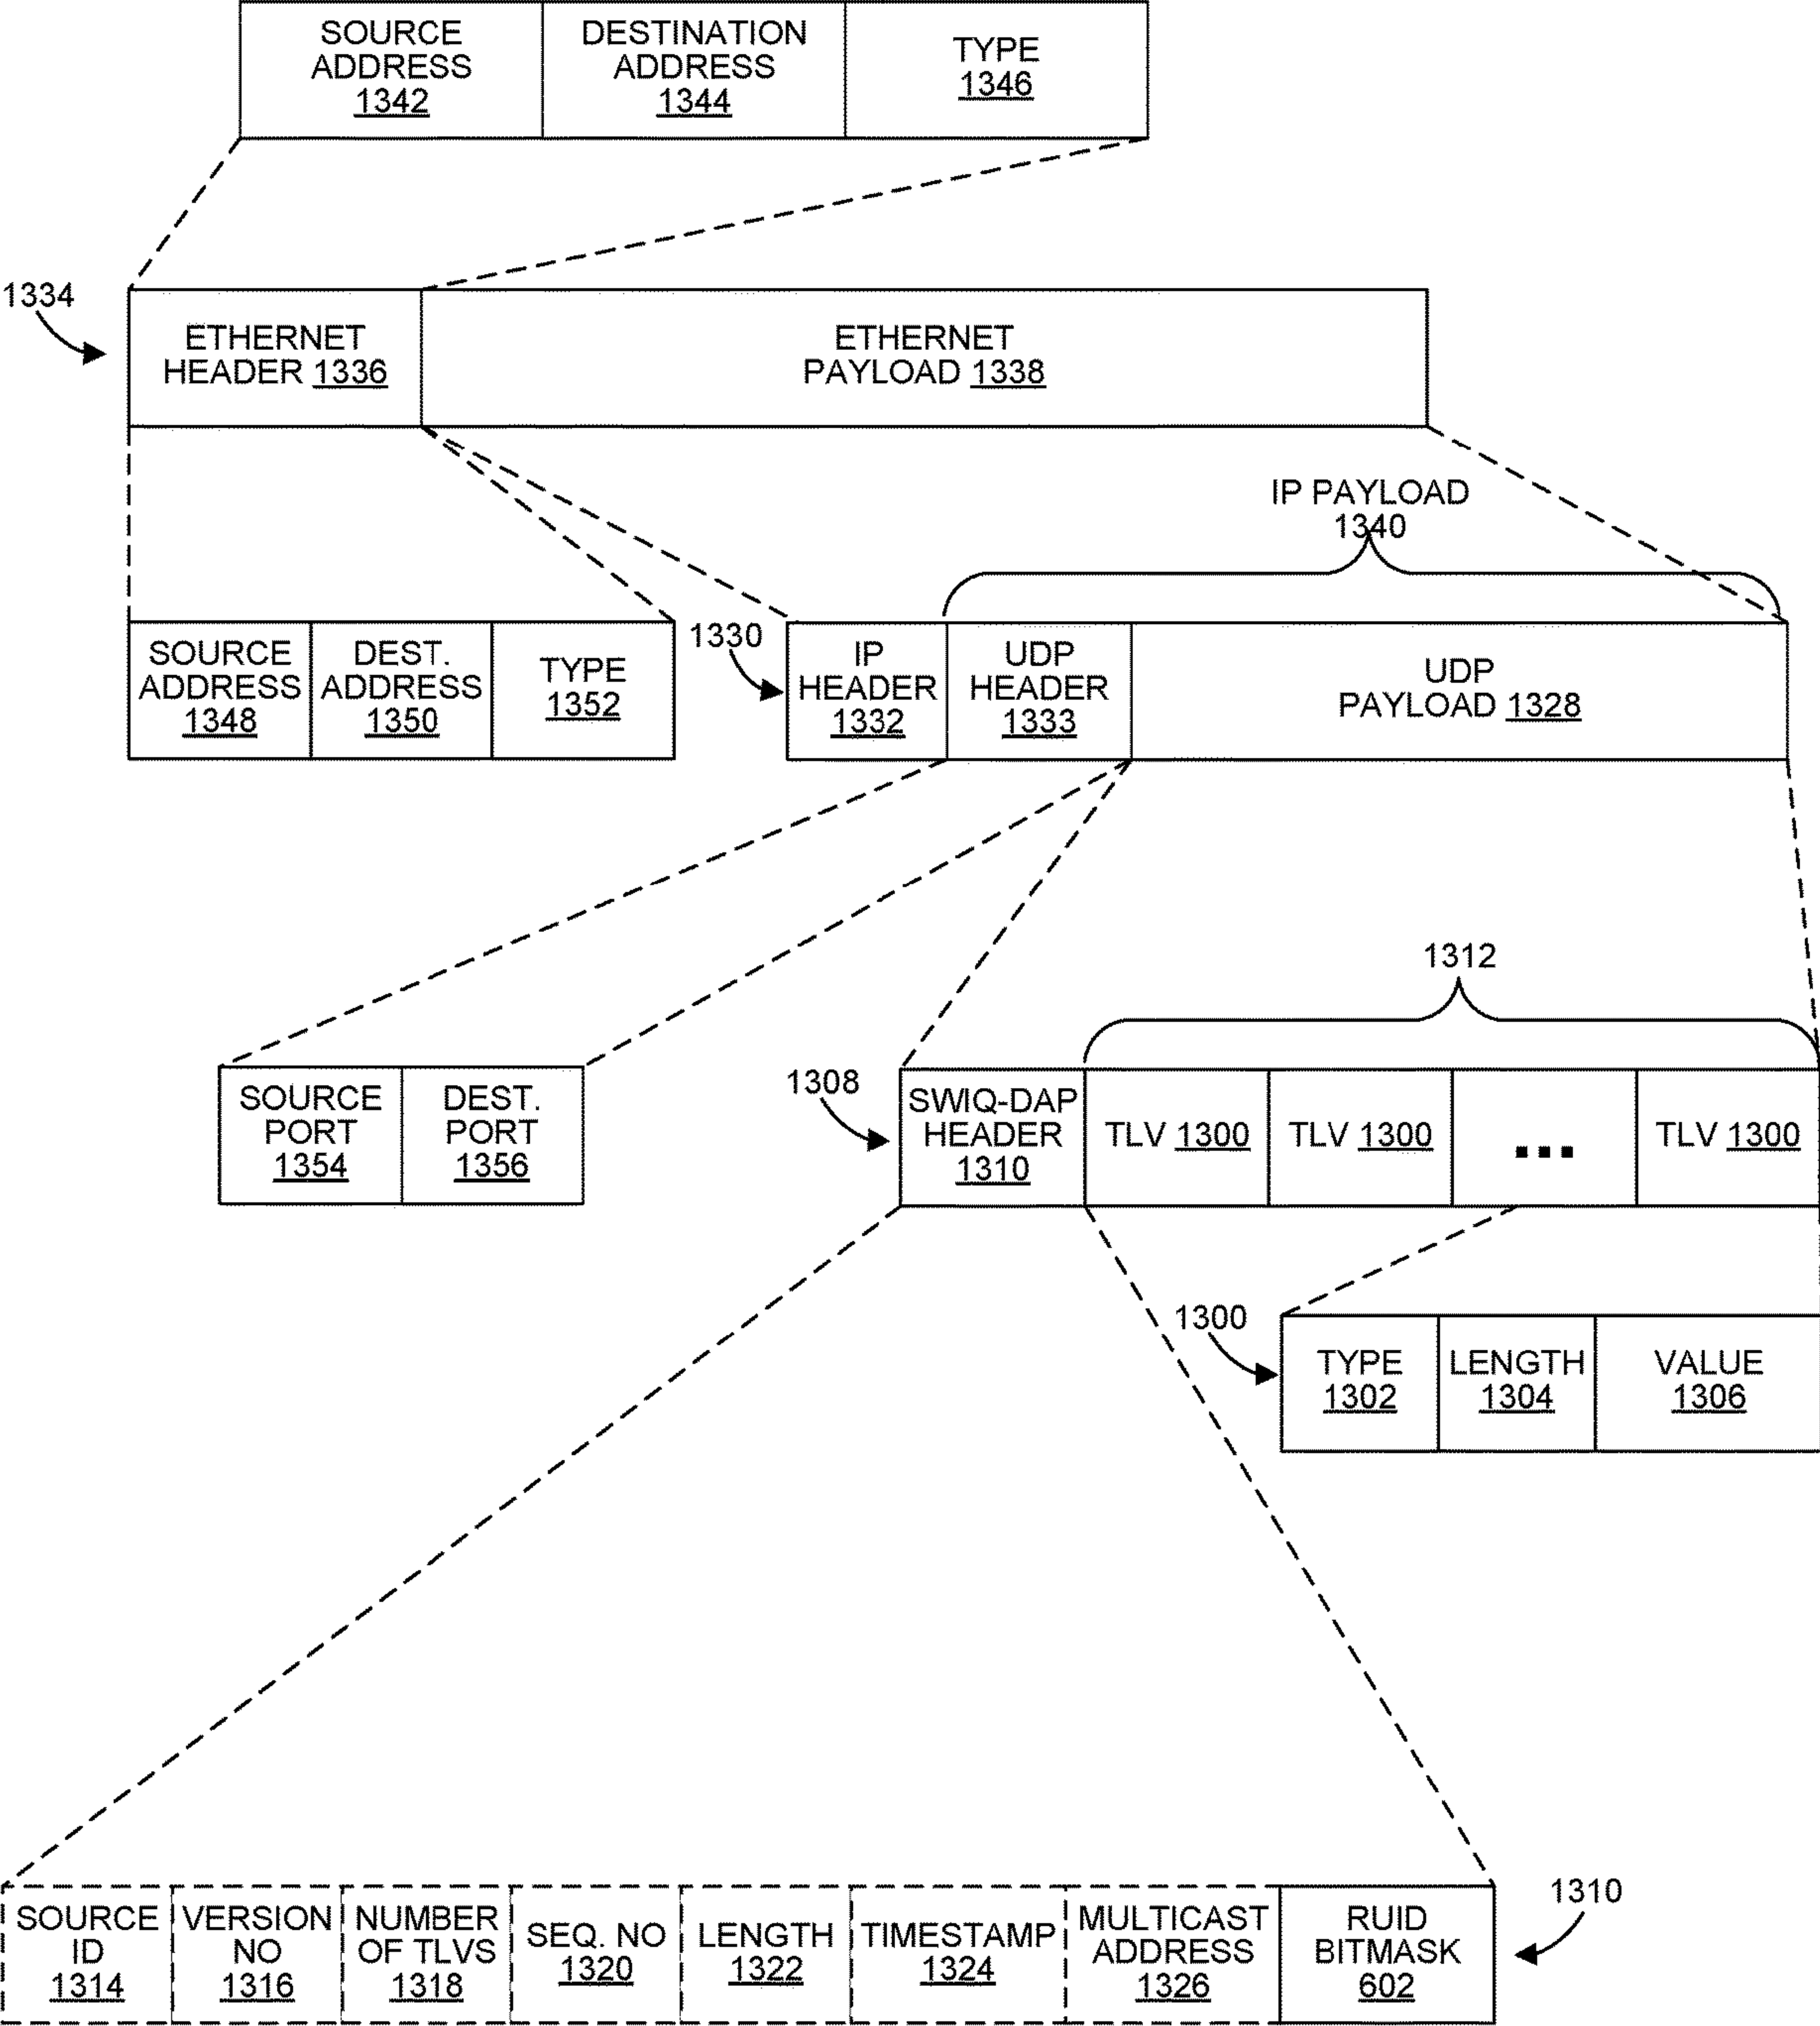 SOURCE
ADDRESS
1342
DESTINATION
ADDRESS
1344
TYPE
1346
1334
ETHERNET
HEADER 1336
ETHERNET
PAYLOAD 1338
IP PAYLOAD
1340
SOURCE
ADDRESS
1348
DEST.
ADDRESS
1350
TYPE
1352
1330
IP
HEADER
1332
UDP
HEADER
1333
UDP
PAYLOAD 1328
1312
SOURCE
PORT
1354
DEST.
PORT
1356
1308
SWIQ-DAP
HEADER
1310
TLV 1300
TLV 1300
...
TLV 1300
1300
TYPE
1302
LENGTH
1304
VALUE
1306
SOURCE
ID
1314
VERSION
NO
1316
NUMBER
OF TLVS
1318
SEQ. NO
1320
LENGTH
1322
TIMESTAMP
1324
MULTICAST
ADDRESS
1326
RUID
BITMASK
602
1310